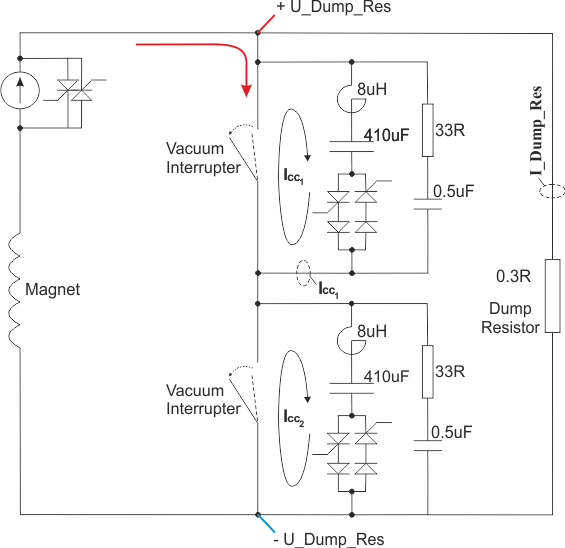 + U_Dump_Res
8uH
Vacuum
Interrupter
410uF
33R
Icc1
0.5uF
I_Dump_Res
Icc1
Magnet
0.3R
Dump
Resistor
8uH
Vacuum
Interrupter
410uF
33R
Icc2
0.5uF
- U_Dump_Res